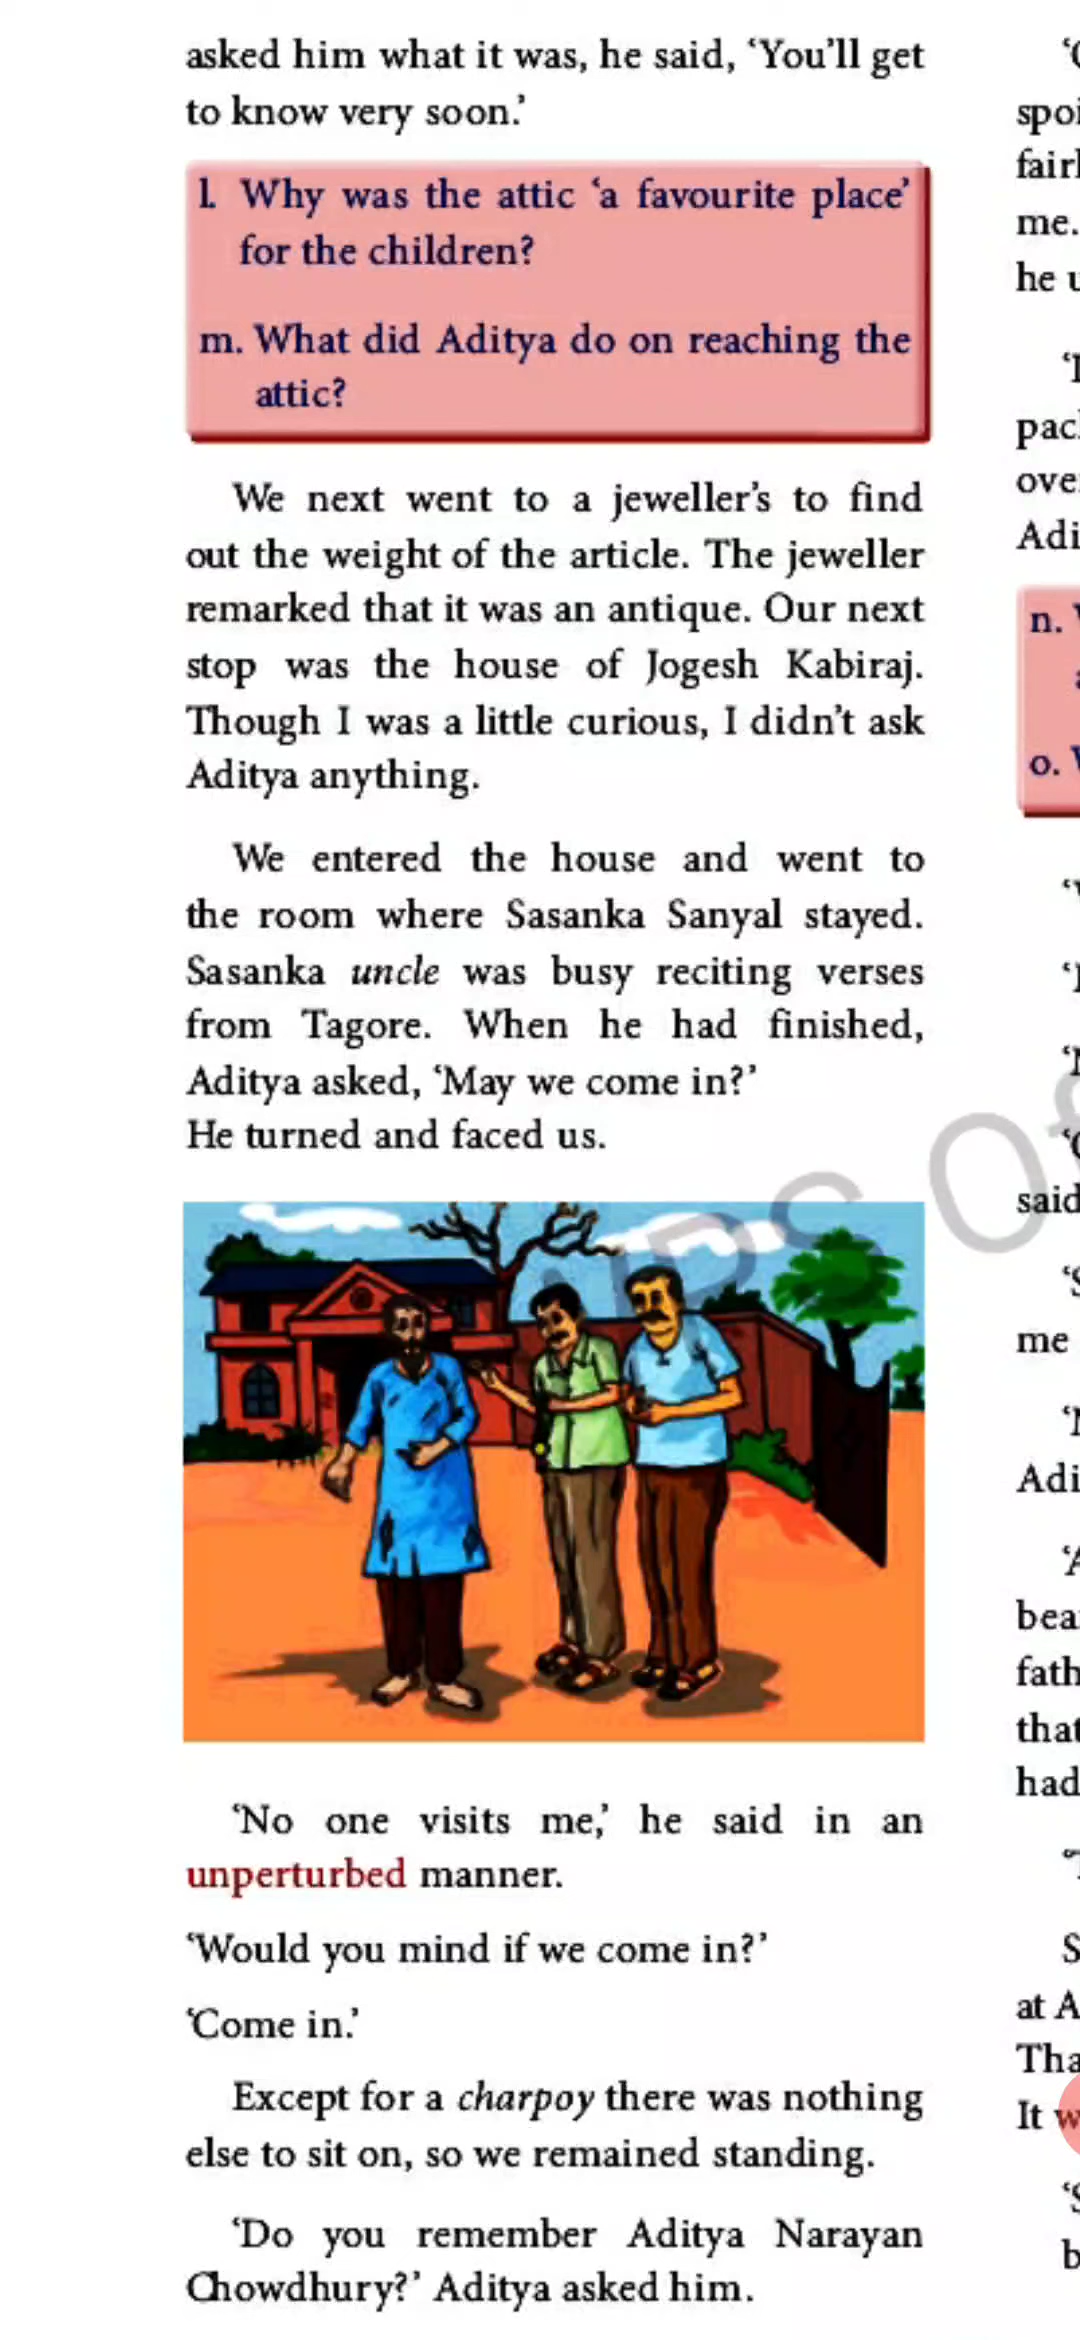 asked him what it was, he said, ‘You’ll get
to know very soon.’
l. Why was the attic ‘a favourite place’
for the children?
m. What did Aditya do on reaching the
attic?
We next went to a jeweller’s to find
out the weight of the article. The jeweller
remarked that it was an antique. Our next
stop was the house of Jogesh Kabiraj.
Though I was a little curious, I didn’t ask
Aditya anything.
We entered the house and went to
the room where Sasanka Sanyal stayed.
Sasanka uncle was busy reciting verses
from Tagore. When he had finished,
Aditya asked, ‘May we come in?’
He turned and faced us.
‘No one visits me,’ he said in an
unperturbed manner.
‘Would you mind if we come in?’
‘Come in.’
Except for a charpoy there was nothing
else to sit on, so we remained standing.
‘Do you remember Aditya Narayan
Chowdhury?’ Aditya asked him.
me.
he
n.
o.
said
me
had
at
It